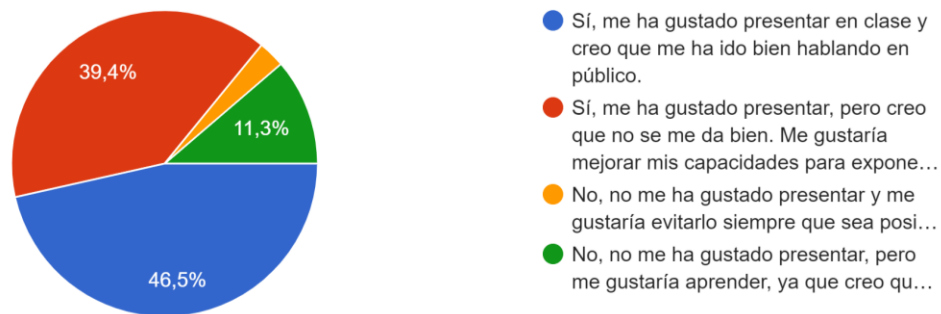 39,4%
11,3%
46,5%
Sí, me ha gustado presentar en clase y
creo que me ha ido bien hablando en
público.
Sí, me ha gustado presentar, pero creo
que no se me da bien. Me gustaría
mejorar mis capacidades para expone…
No, no me ha gustado presentar y me
gustaría evitarlo siempre que sea posi…
No, no me ha gustado presentar, pero
me gustaría aprender, ya que creo qu…